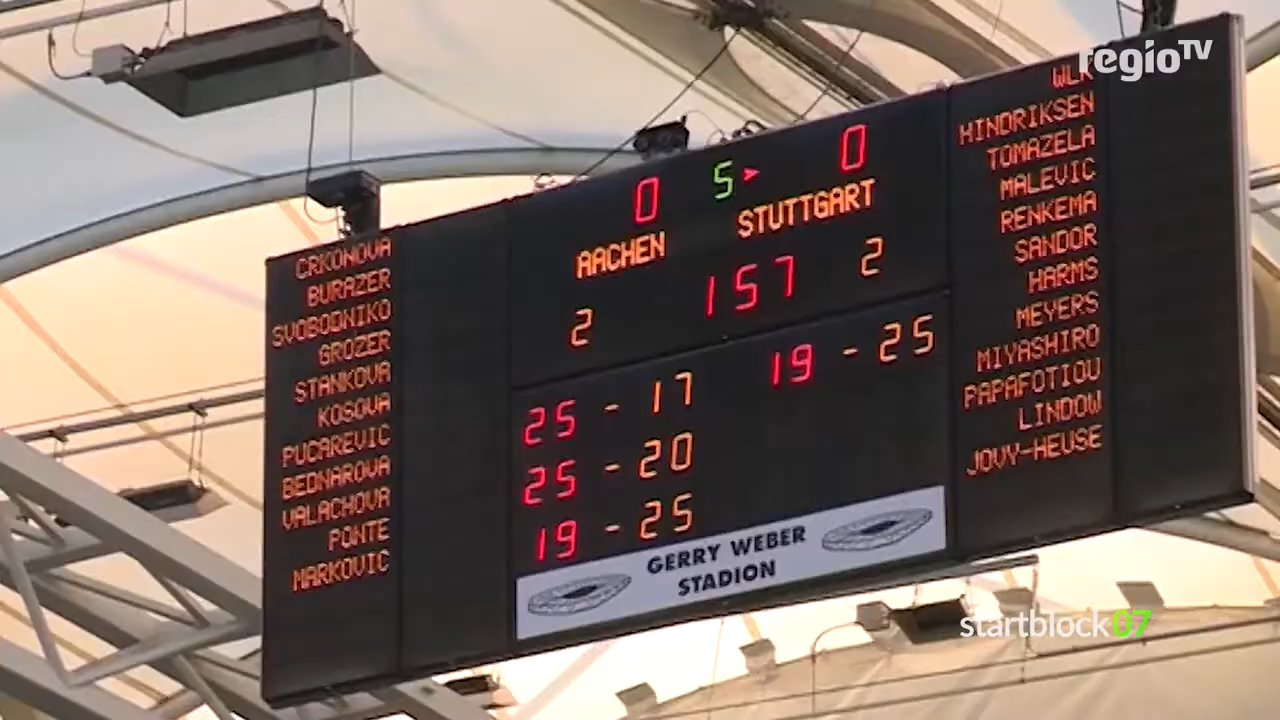 regioTV
CRKONOVA
BURAZER
SVOBODNIKO
GROZER
STANKOVA
KOSOVA
PUCAREVIC
BEDNAROVA
VALACHOVA
PONTE
MARKOVIC
0 5 0
AACHEN STUTTGART
2 157 2
25 - 17 19 - 25
25 - 20
19 - 25
GERRY WEBER
STADION
HINDRIKSEN
TOMAZELA
MALEVIC
RENKEMA
SANDOR
HARMS
MEYERS
MIYASHIRO
PAPAFOTIOU
LINDOW
JOVY-HEUSE
startblock07